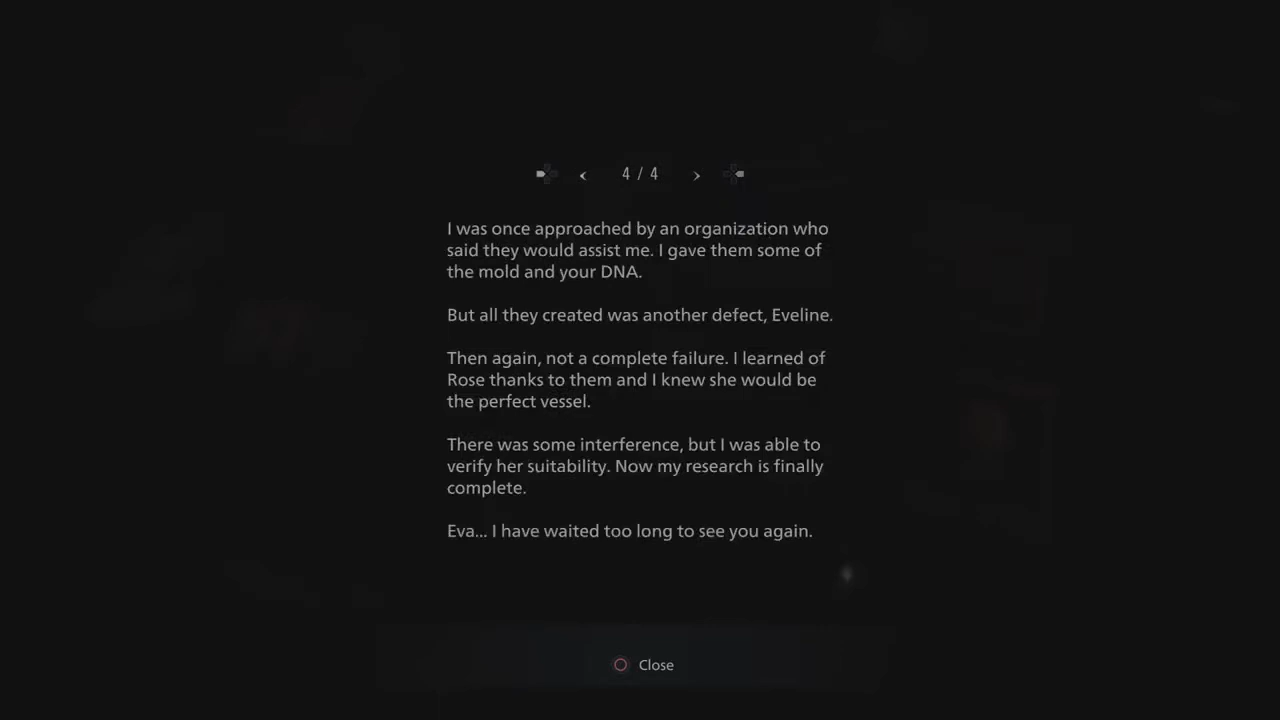 4 / 4
I was once approached by an organization who
said they would assist me. I gave them some of
the mold and your DNA.
But all they created was another defect, Eveline.
Then again, not a complete failure. I learned of
Rose thanks to them and I knew she would be
the perfect vessel.
There was some interference, but I was able to
verify her suitability. Now my research is finally
complete.
Eva... I have waited too long to see you again.
Close